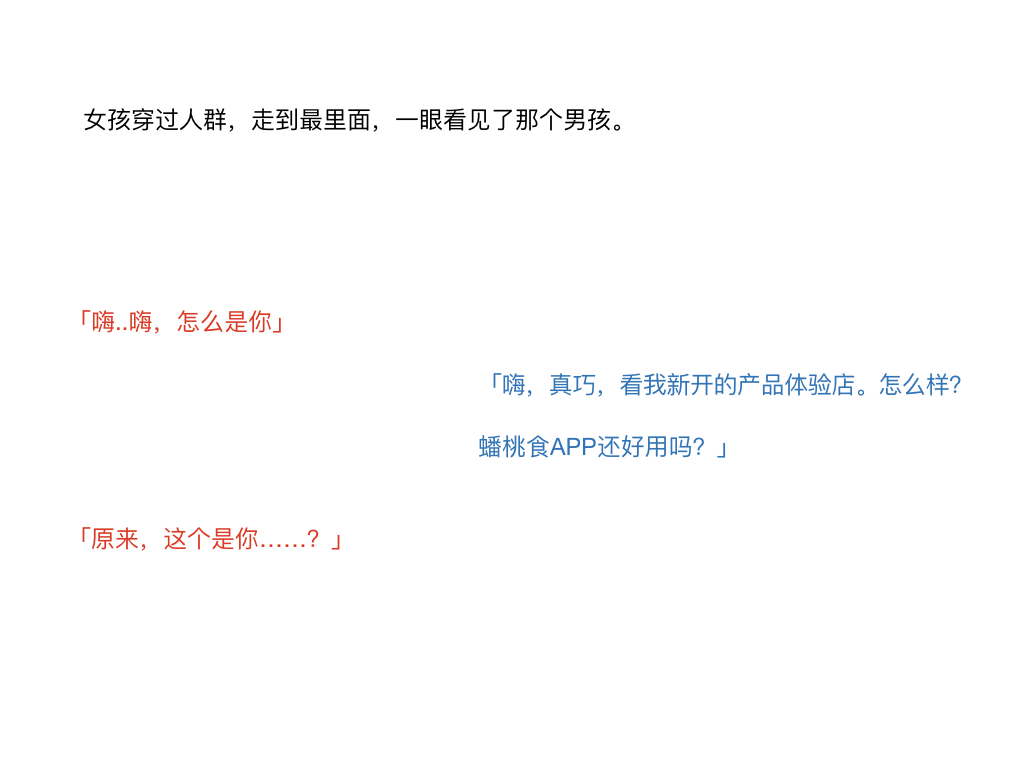 女孩穿过人群，走到最里面，一眼看见了那个男孩。
「嗨..嗨，怎么是你」
「嗨，真巧，看我新开的产品体验店。怎么样？
蟠桃食APP还好用吗？」
「原来，这个是你……？」